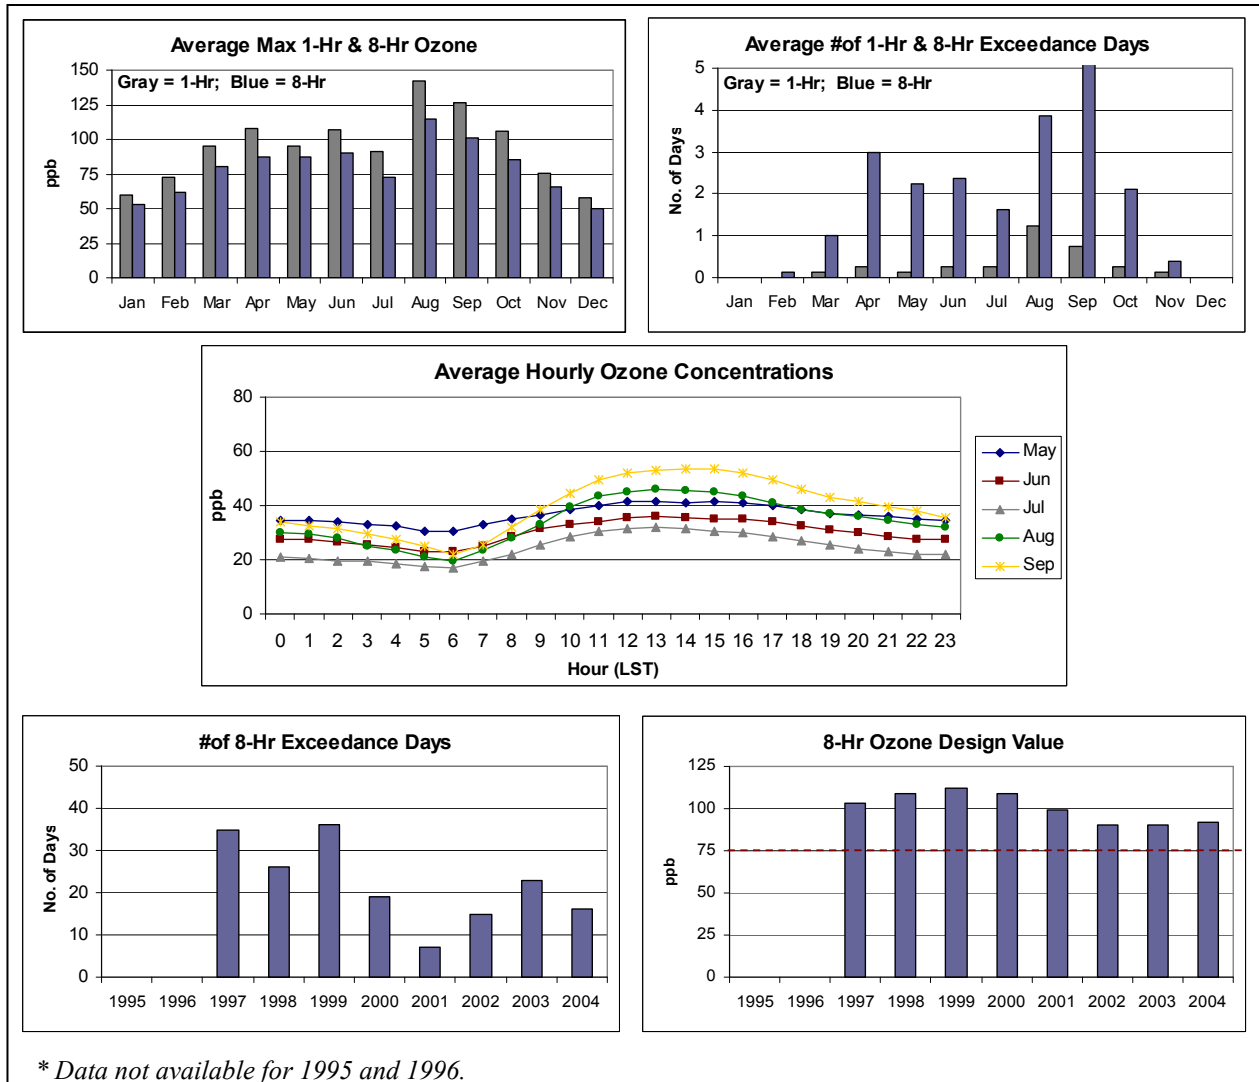 Average Max 1-Hr & 8-Hr Ozone
Gray = 1-Hr; Blue = 8-Hr
ppb
150
125
100
75
50
25
0
Jan Feb Mar Apr May Jun Jul Aug Sep Oct Nov Dec
Average #of 1-Hr & 8-Hr Exceedance Days
Gray = 1-Hr; Blue = 8-Hr
No. of Days
5
4
3
2
1
0
Jan Feb Mar Apr May Jun Jul Aug Sep Oct Nov Dec
Average Hourly Ozone Concentrations
ppb
80
60
40
20
0
0 1 2 3 4 5 6 7 8 9 10 11 12 13 14 15 16 17 18 19 20 21 22 23
Hour (LST)
May
Jun
Jul
Aug
Sep
#of 8-Hr Exceedance Days
No. of Days
50
40
30
20
10
0
1995 1996 1997 1998 1999 2000 2001 2002 2003 2004
8-Hr Ozone Design Value
ppb
125
100
75
50
25
0
1995 1996 1997 1998 1999 2000 2001 2002 2003 2004
* Data not available for 1995 and 1996.